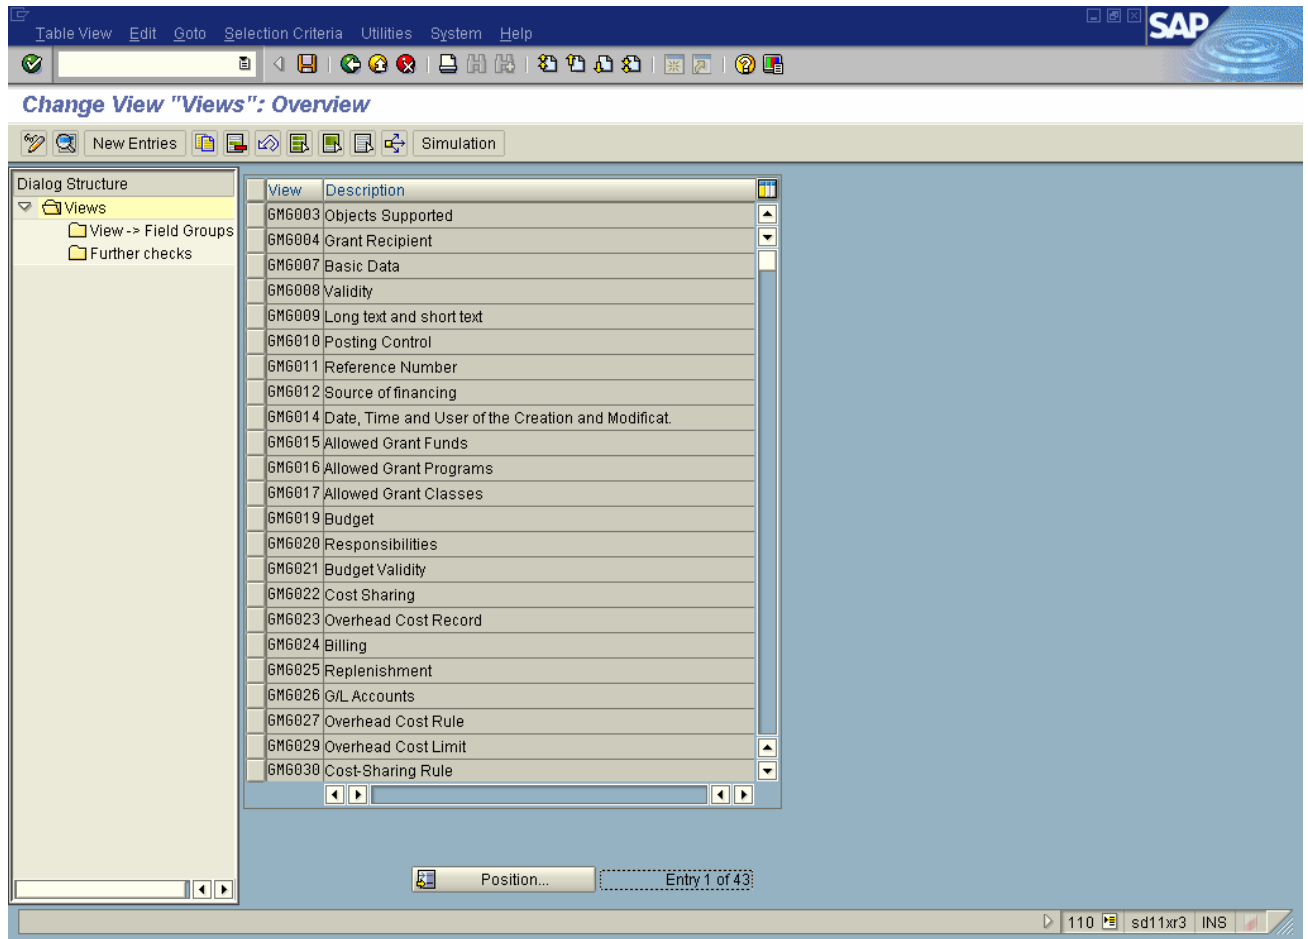 Table View Edit Goto Selection Criteria Utilities System Help
SAP
Change View "Views": Overview
New Entries Simulation
Dialog Structure
Views
View -> Field Groups
Further checks
View Description
GMG003 Objects Supported
GMG004 Grant Recipient
GMG007 Basic Data
GMG008 Validity
GMG009 Long text and short text
GMG010 Posting Control
GMG011 Reference Number
GMG012 Source of financing
GMG014 Date, Time and User of the Creation and Modificat.
GMG015 Allowed Grant Funds
GMG016 Allowed Grant Programs
GMG017 Allowed Grant Classes
GMG019 Budget
GMG020 Responsibilities
GMG021 Budget Validity
GMG022 Cost Sharing
GMG023 Overhead Cost Record
GMG024 Billing
GMG025 Replenishment
GMG026 G/L Accounts
GMG027 Overhead Cost Rule
GMG029 Overhead Cost Limit
GMG030 Cost-Sharing Rule
Position... Entry 1 of 43
110 sd11xr3 INS